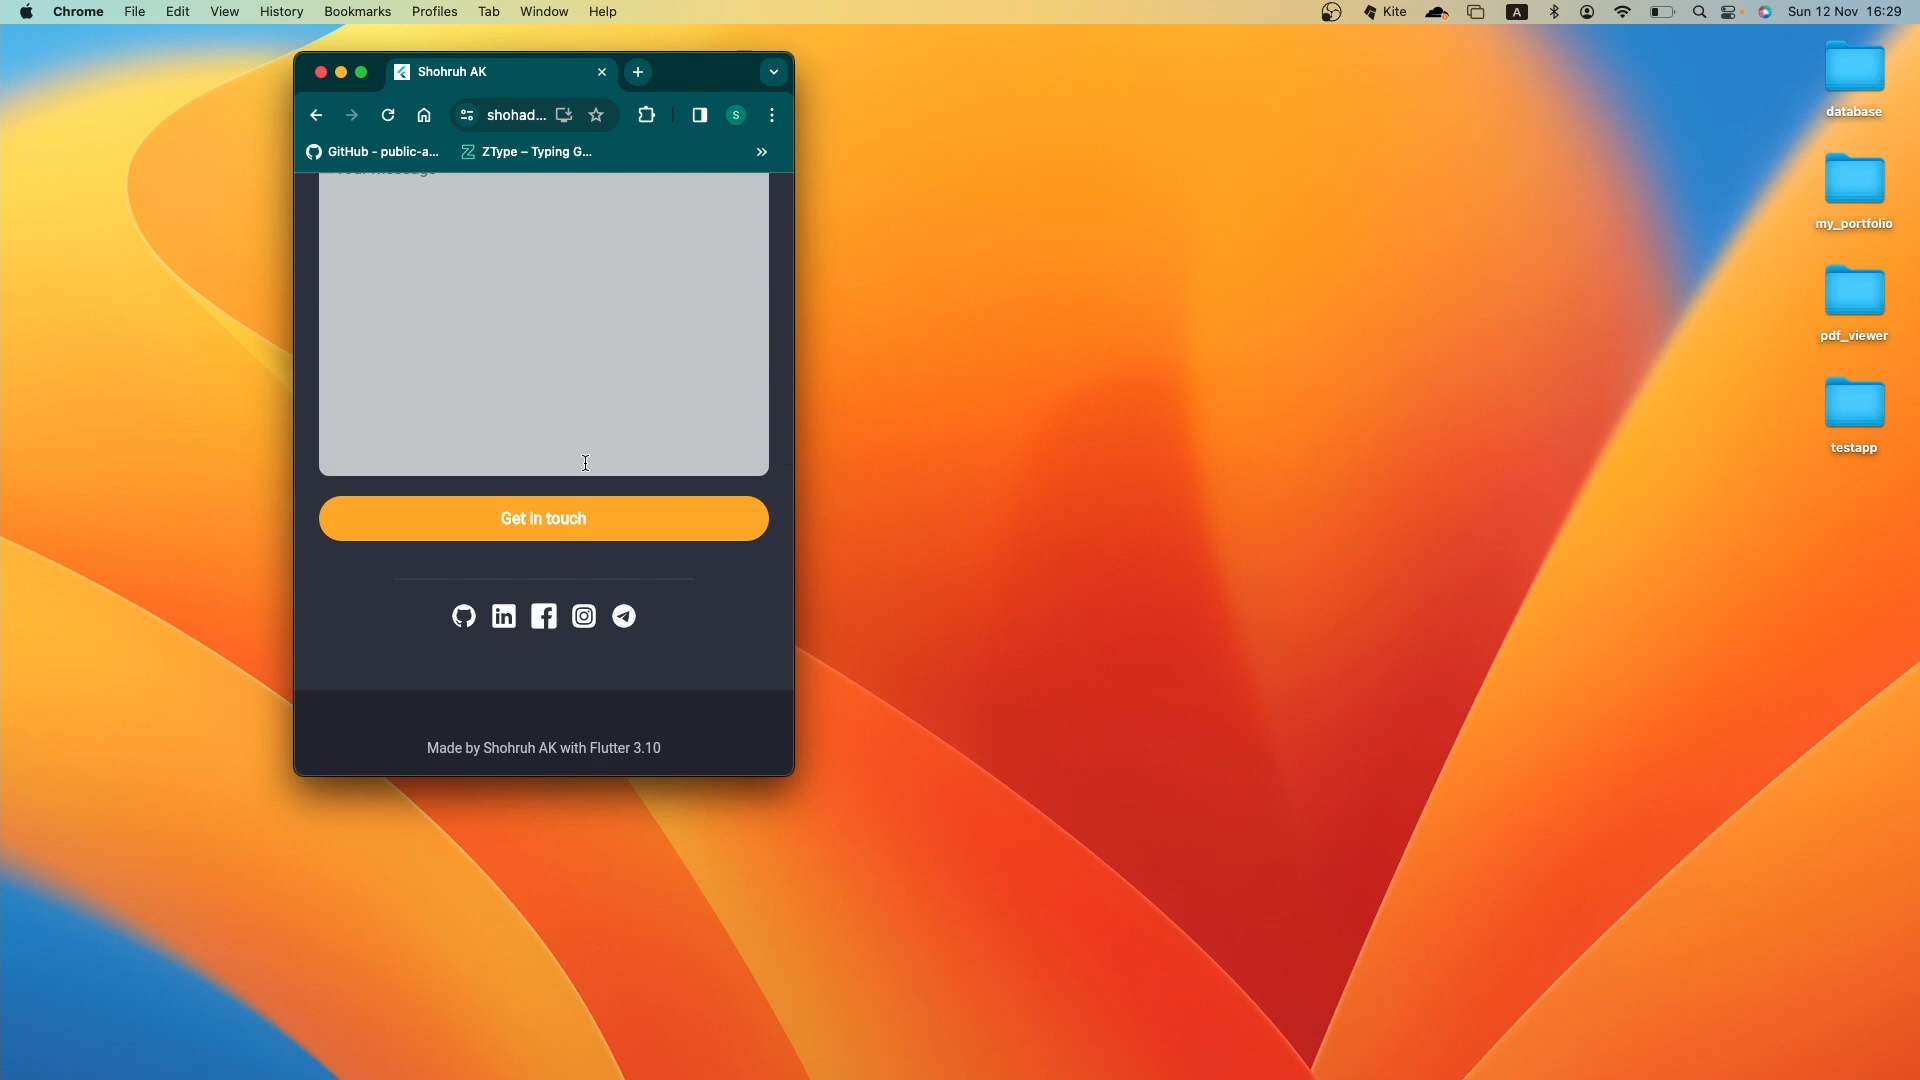 Chrome File Edit View History Bookmarks Profiles Tab Window Help Kite A Sun 12 Nov 16:29
Shohruh AK
shohad... S
GitHub - public-a... ZType – Typing G...
Your message
Get in touch
Made by Shohruh AK with Flutter 3.10
database
my_portfolio
pdf_viewer
testapp